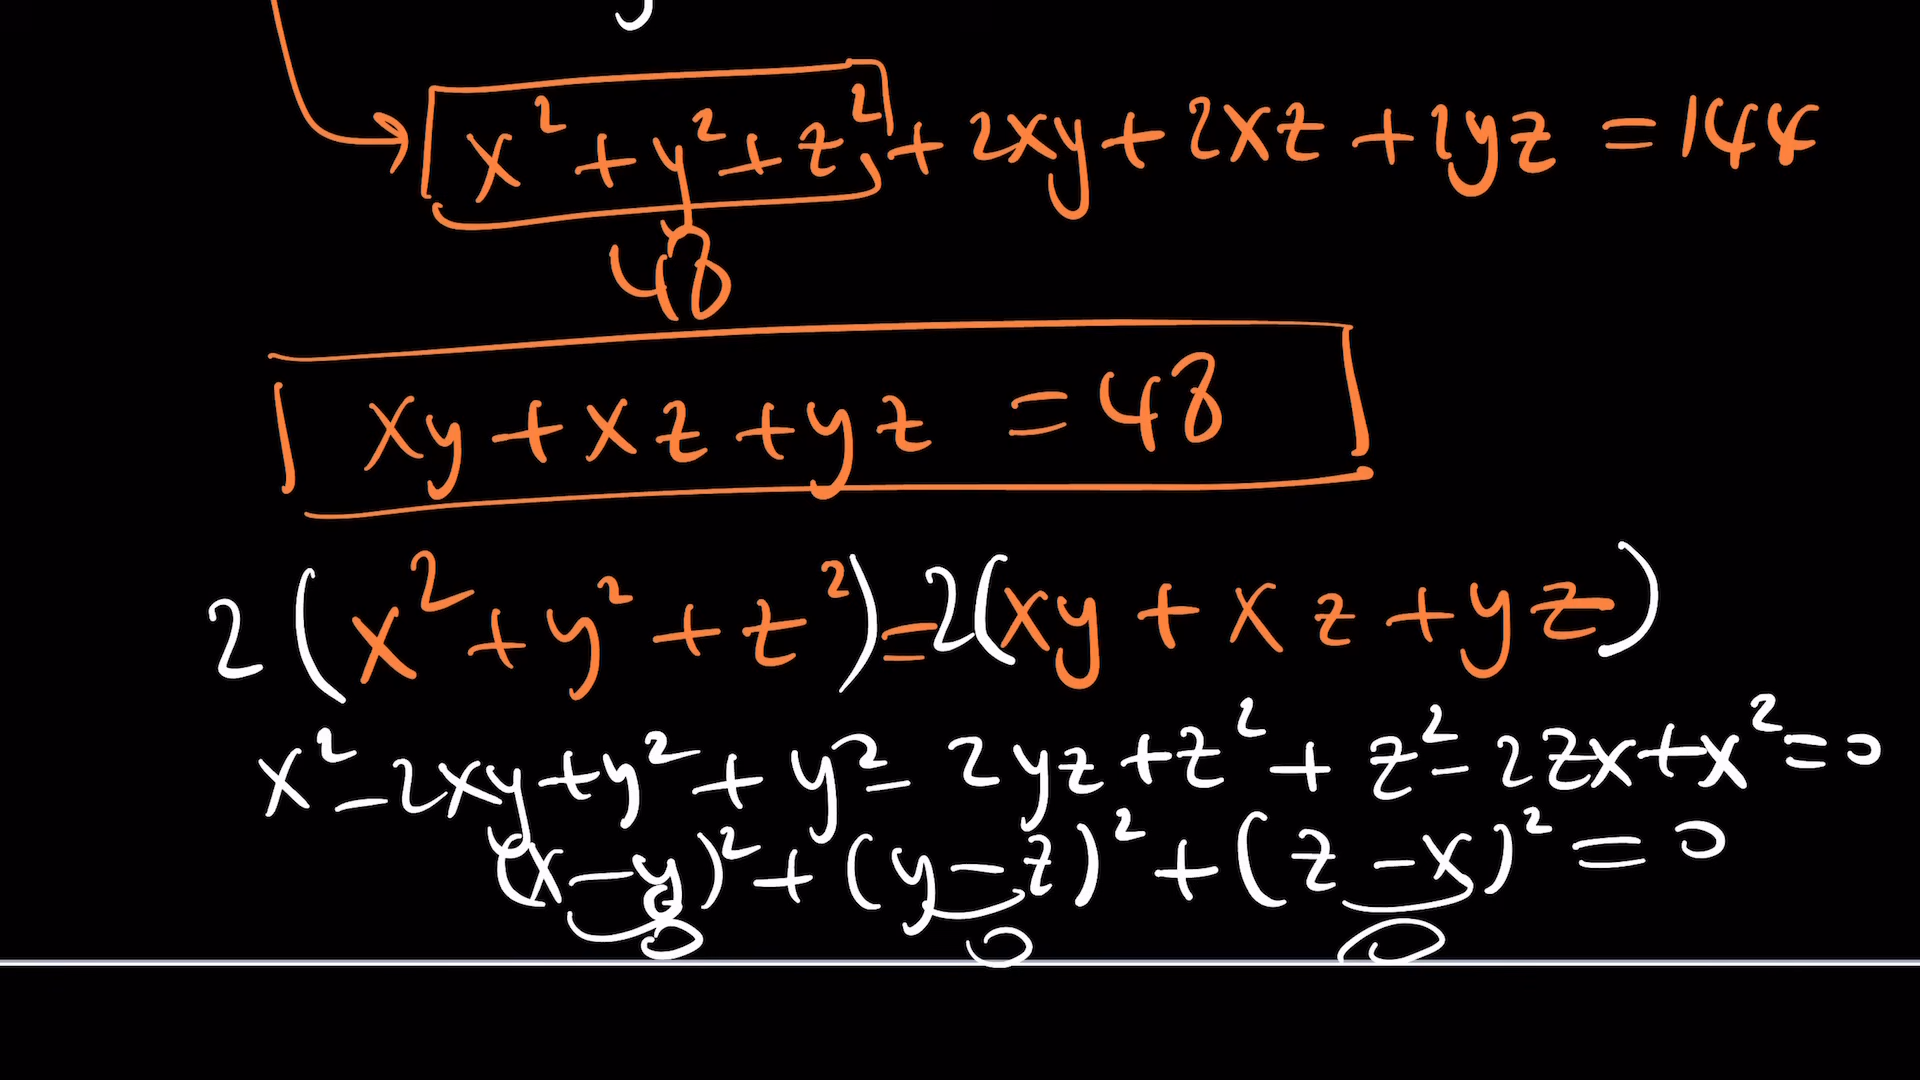 x² + y² + z² + 2xy + 2xz + 2yz = 144
48
xy + xz + yz = 48
2(x² + y² + z²) = 2(xy + xz + yz)
x² - 2xy + y² + y² - 2yz + z² + z² - 2zx + x² = 0
(x - y)² + (y - z)² + (z - x)² = 0
0 0 0